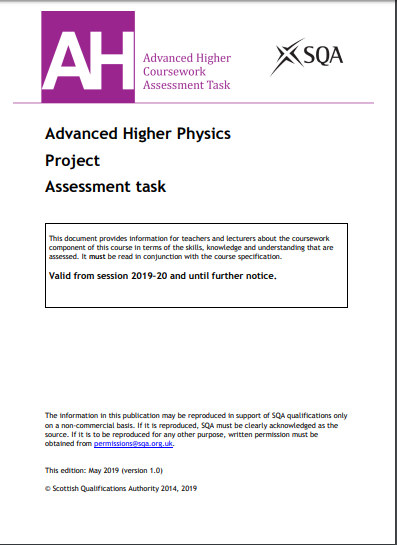 AH
Advanced Higher
Coursework
Assessment Task
SQA
Advanced Higher Physics
Project
Assessment task
This document provides information for teachers and lecturers about the coursework
component of this course in terms of the skills, knowledge and understanding that are
assessed. It must be read in conjunction with the course specification.
Valid from session 2019-20 and until further notice.
The information in this publication may be reproduced in support of SQA qualifications only
on a non-commercial basis. If it is reproduced, SQA must be clearly acknowledged as the
source. If it is to be reproduced for any other purpose, written permission must be
obtained from permissions@sqa.org.uk.
This edition: May 2019 (version 1.0)
© Scottish Qualifications Authority 2014, 2019